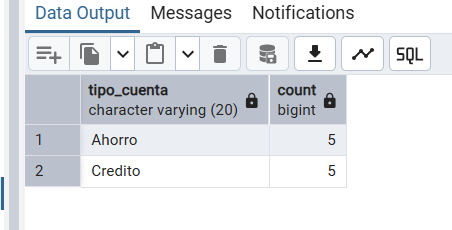 Data Output Messages Notifications
SQL
tipo_cuenta count
character varying (20) bigint
1 Ahorro 5
2 Credito 5